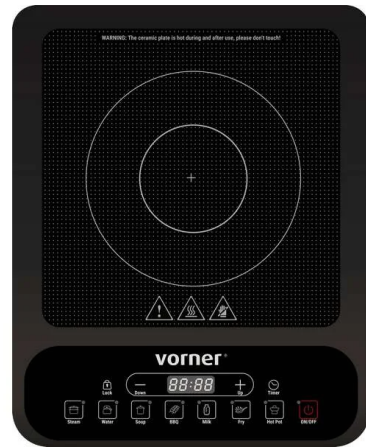 WARNING: The ceramic plate is hot during and after use, please don't touch!
vorner®
Lock Down 88:88 Up Timer
Steam Water Soup BBQ Milk Fry Hot Pot ON/OFF